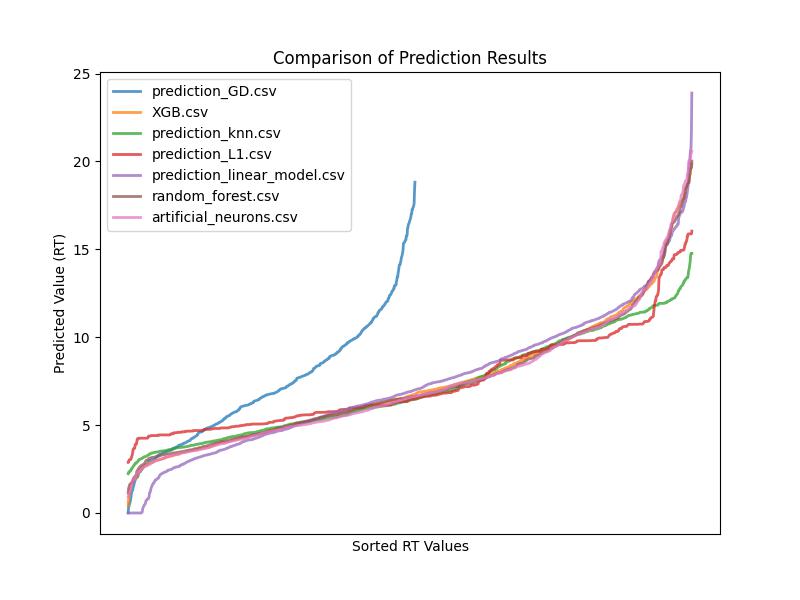 Comparison of Prediction Results
25
20
15
10
5
0
Predicted Value (RT)
prediction_GD.csv
XGB.csv
prediction_knn.csv
prediction_L1.csv
prediction_linear_model.csv
random_forest.csv
artificial_neurons.csv
Sorted RT Values